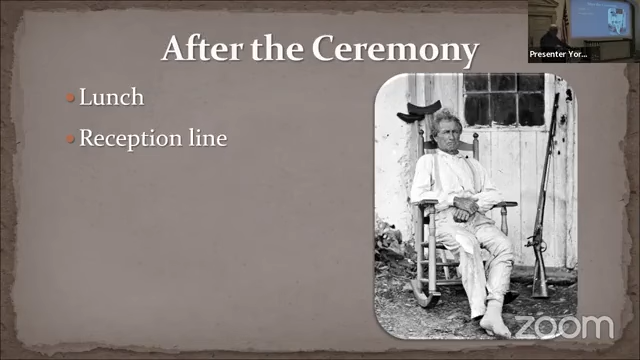 After the Ceremony
Presenter Yor...
Lunch
Reception line
zoom